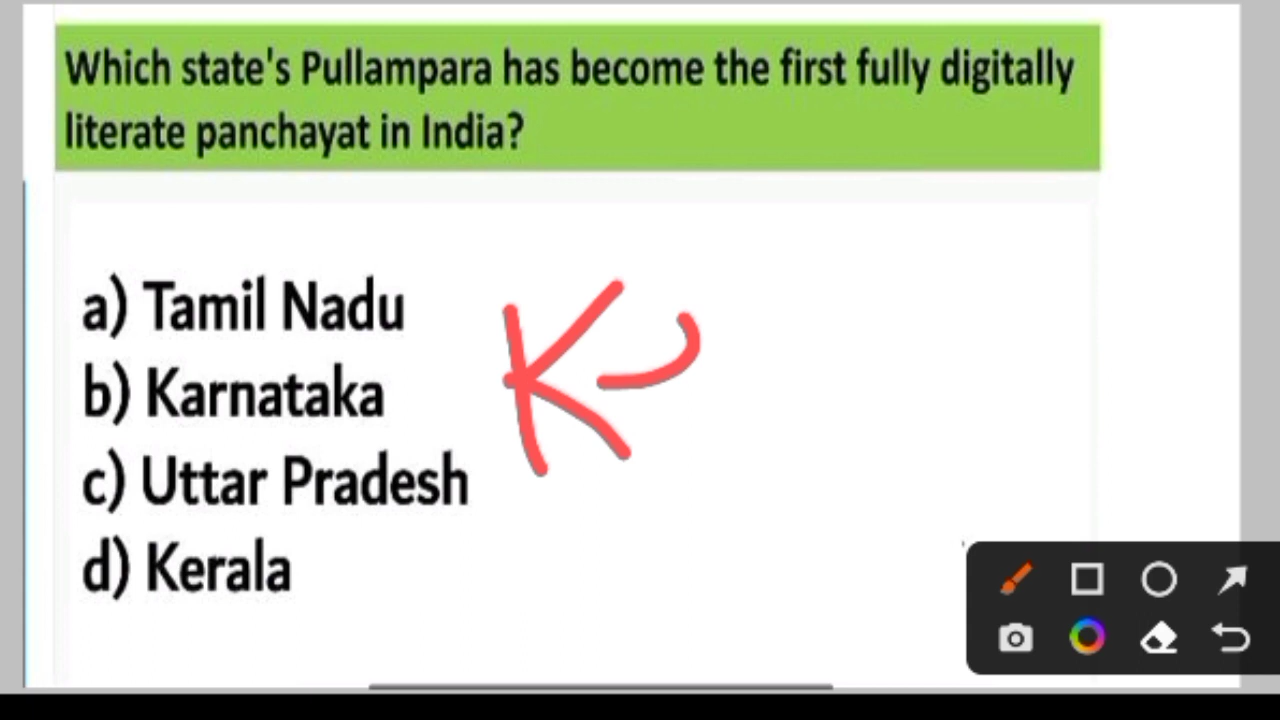 Which state's Pullampara has become the first fully digitally
literate panchayat in India?
a) Tamil Nadu
b) Karnataka
c) Uttar Pradesh
d) Kerala